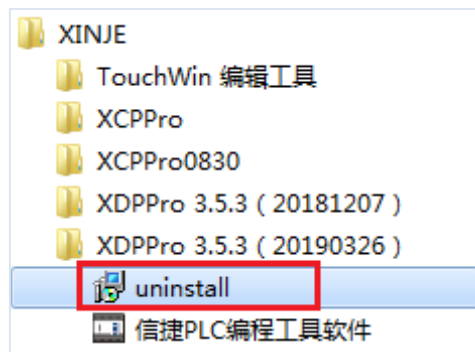 XINJE
TouchWin 编辑工具
XCPPro
XCPPro0830
XDPPro 3.5.3（20181207）
XDPPro 3.5.3（20190326）
uninstall
信捷PLC编程工具软件